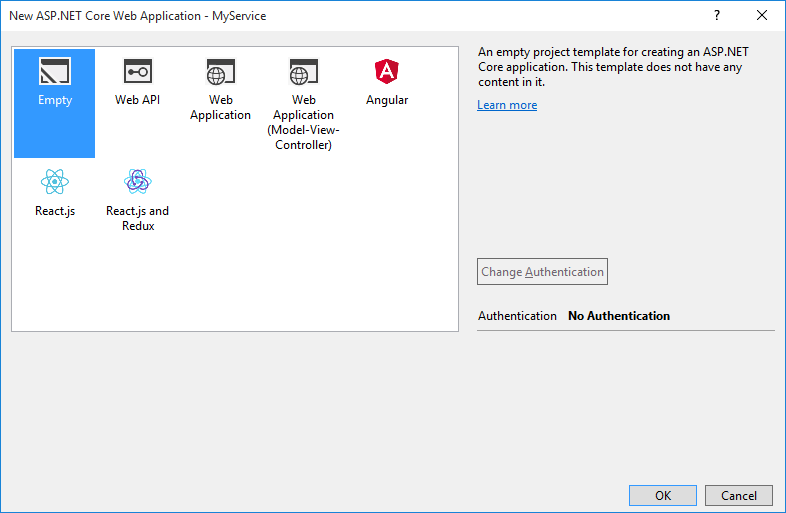 New ASP.NET Core Web Application - MyService
?
Empty
Web API
Web
Application
Web
Application
(Model-View-
Controller)
Angular
React.js
React.js and
Redux
An empty project template for creating an ASP.NET
Core application. This template does not have any
content in it.
Learn more
Change Authentication
Authentication No Authentication
OK
Cancel